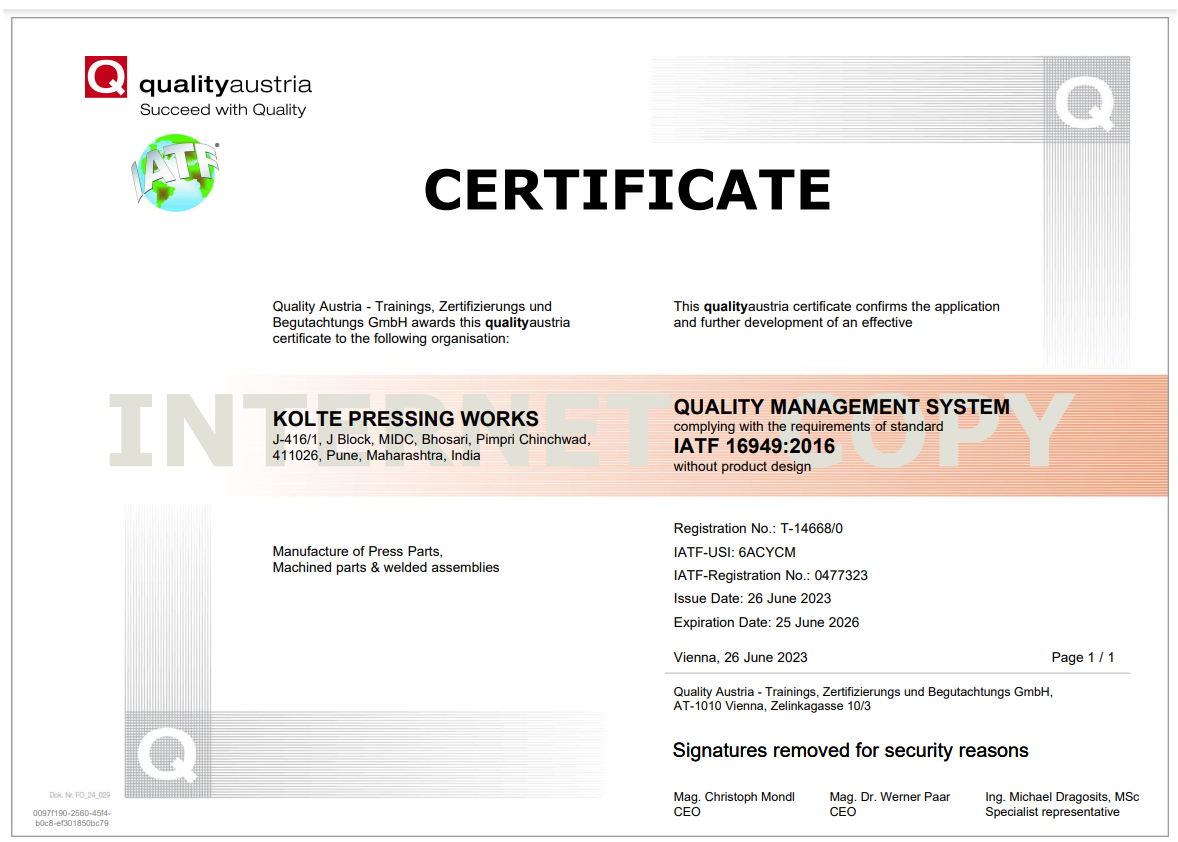 Q
qualityaustria
Succeed with Quality
IATF
Q
CERTIFICATE
Quality Austria - Trainings, Zertifizierungs und
Begutachtungs GmbH awards this qualityaustria
certificate to the following organisation:
This qualityaustria certificate confirms the application
and further development of an effective
INTERNET COPY
KOLTE PRESSING WORKS
J-416/1, J Block, MIDC, Bhosari, Pimpri Chinchwad,
411026, Pune, Maharashtra, India
QUALITY MANAGEMENT SYSTEM
complying with the requirements of standard
IATF 16949:2016
without product design
Manufacture of Press Parts,
Machined parts & welded assemblies
Registration No.: T-14668/0
IATF-USI: 6ACYCM
IATF-Registration No.: 0477323
Issue Date: 26 June 2023
Expiration Date: 25 June 2026
Vienna, 26 June 2023
Page 1 / 1
Quality Austria - Trainings, Zertifizierungs und Begutachtungs GmbH,
AT-1010 Vienna, Zelinkagasse 10/3
Signatures removed for security reasons
Mag. Christoph Mondl
CEO
Mag. Dr. Werner Paar
CEO
Ing. Michael Dragosits, MSc
Specialist representative
Q
Dok. Nr. FO_24_029
0097f190-2560-45f4-
b0c8-ef301850bc79